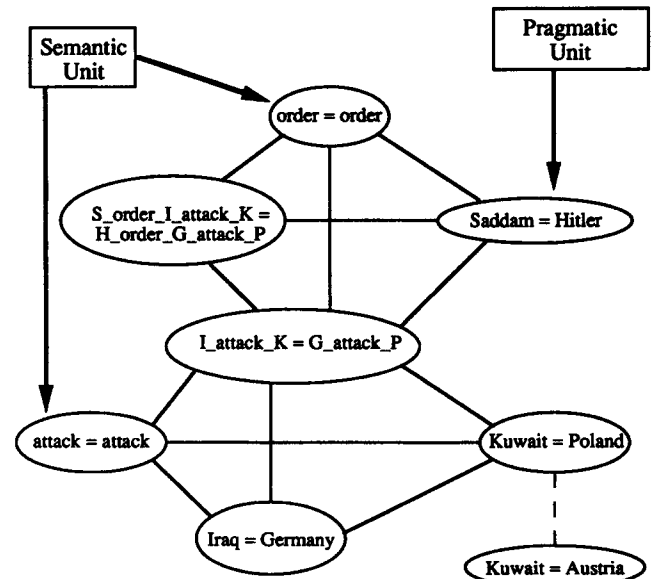 Semantic
Unit
Pragmatic
Unit
order = order
S_order_I_attack_K =
H_order_G_attack_P
Saddam = Hitler
I_attack_K = G_attack_P
attack = attack
Kuwait = Poland
Iraq = Germany
Kuwait = Austria